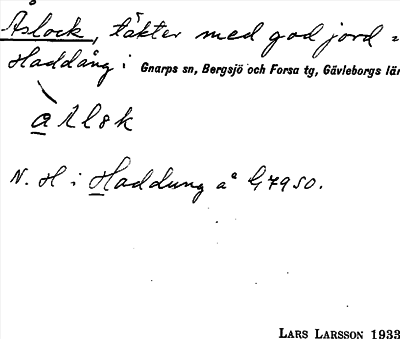 Åslock, täkter med god jord =
Haddång i Gnarps sn, Bergsjö och Forsa tg, Gävleborgs län
N. H i Haddung å G7950.
LARS LARSSON 1933